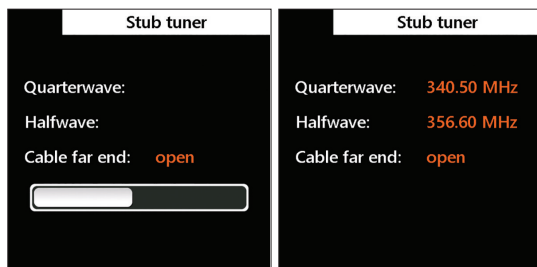 Stub tuner
Quarterwave:
Halfwave:
Cable far end: open
Stub tuner
Quarterwave: 340.50 MHz
Halfwave: 356.60 MHz
Cable far end: open